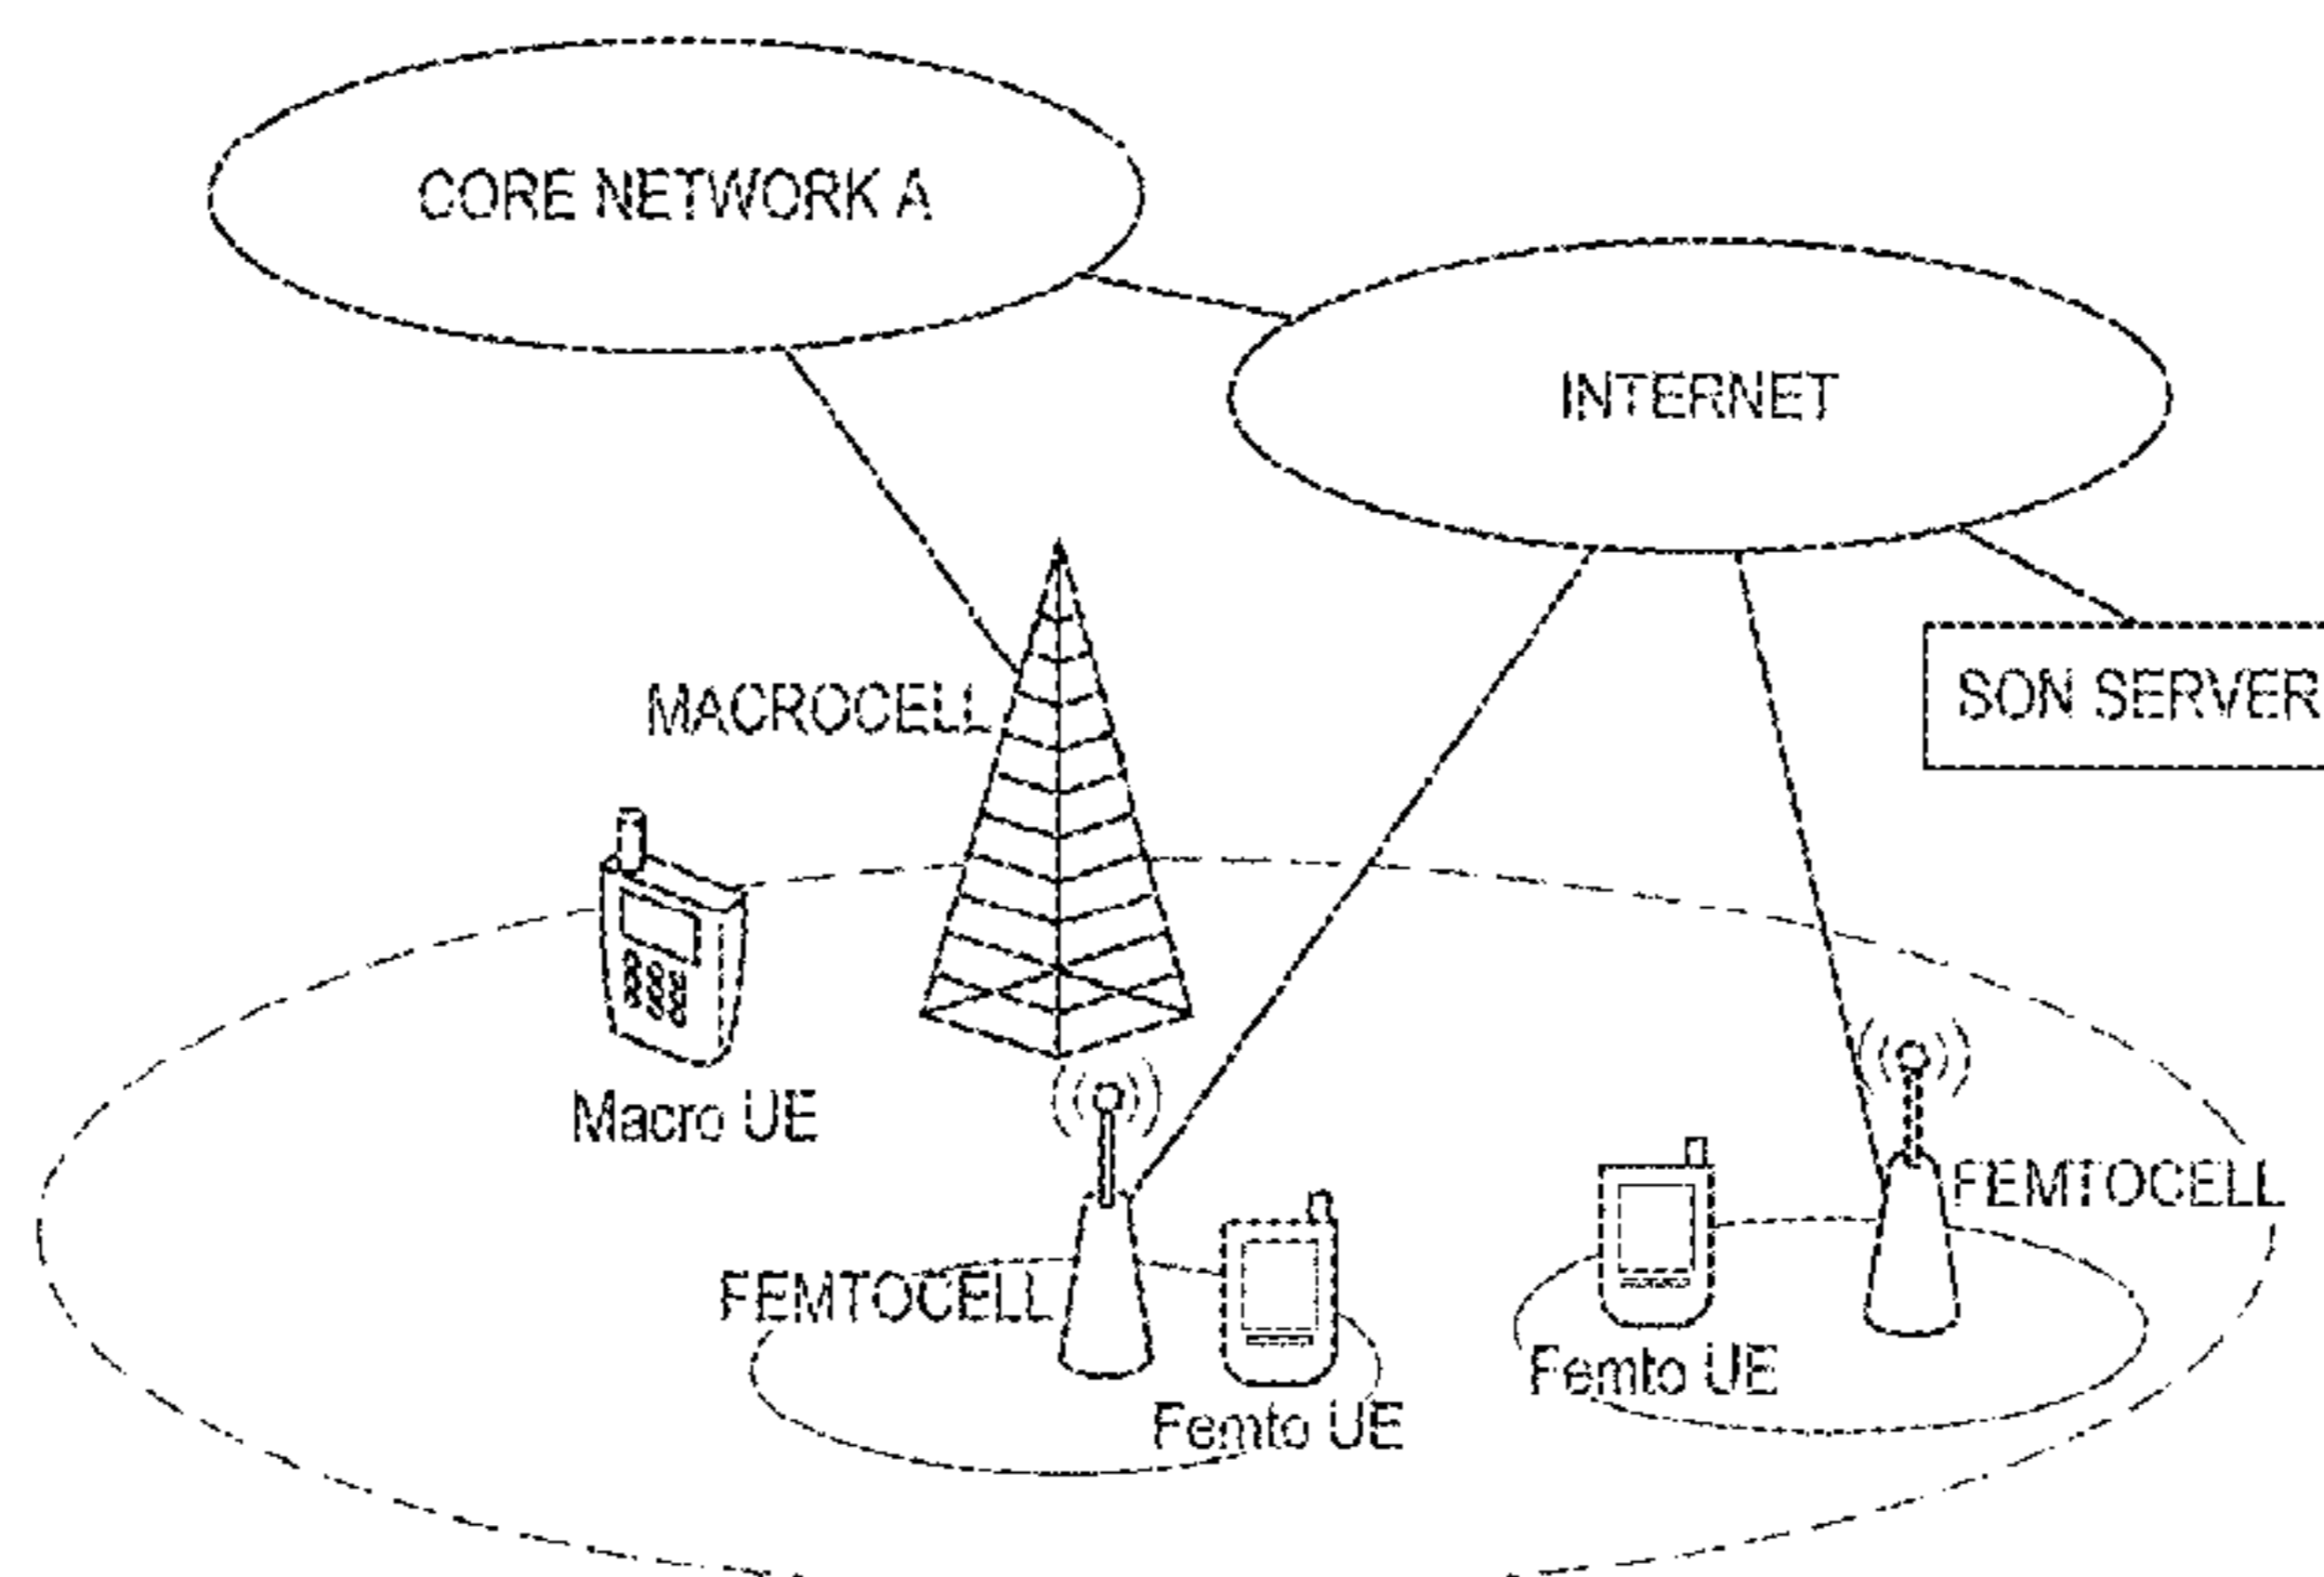 CORE NETWORK A
INTERNET
MACROCELL
SON SERVER
Macro UE
FEMTOCELL
FEMTOCELL
Femto UE
Femto UE